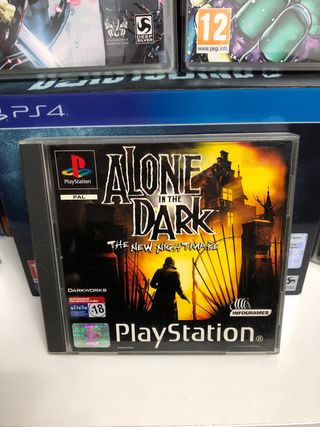 DEEP SILVER
12
www.pegi.info
PS4
PlayStation
PAL
ALONE
IN THE
DARK
THE NEW NIGHTMARE
DARKWORKS
aDeSe
-18
INFOGRAMES
PlayStation®